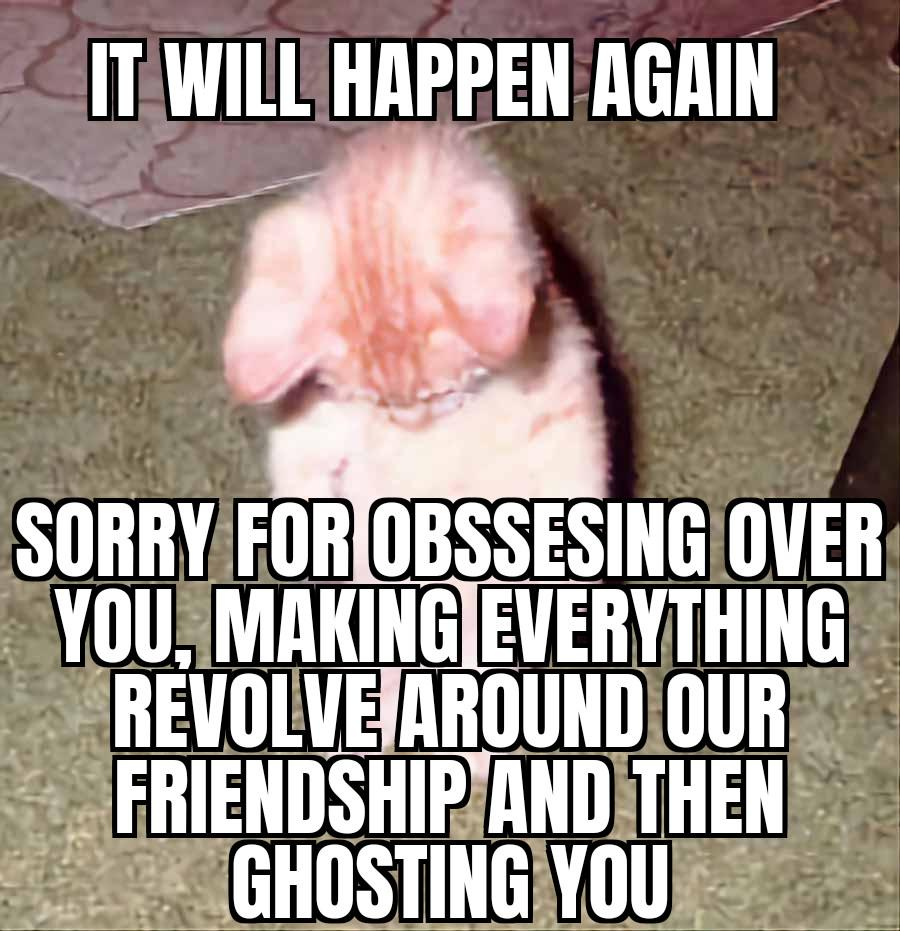 IT WILL HAPPEN AGAIN
SORRY FOR OBSSESING OVER
YOU, MAKING EVERYTHING
REVOLVE AROUND OUR
FRIENDSHIP AND THEN
GHOSTING YOU